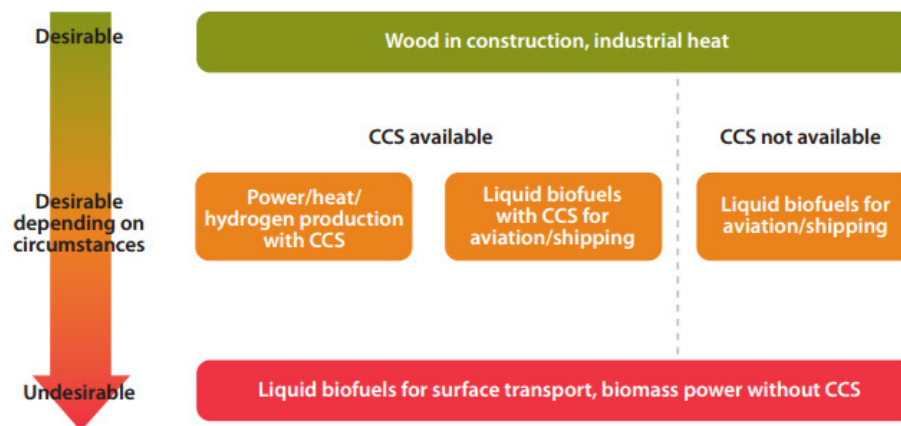 Desirable
Wood in construction, industrial heat
CCS available
CCS not available
Desirable
depending on
circumstances
Power/heat/
hydrogen production
with CCS
Liquid biofuels
with CCS for
aviation/shipping
Liquid biofuels for
aviation/shipping
Undesirable
Liquid biofuels for surface transport, biomass power without CCS